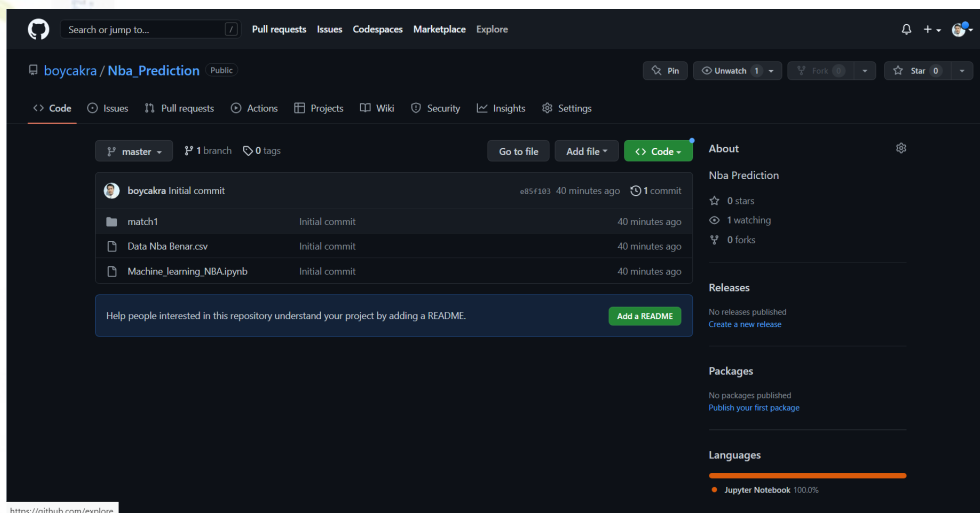 Search or jump to... / Pull requests Issues Codespaces Marketplace Explore
boycakra / Nba_Prediction Public
Pin Unwatch 1 Fork 0 Star 0
Code Issues Pull requests Actions Projects Wiki Security Insights Settings
master 1 branch 0 tags Go to file Add file Code
boycakra Initial commit e85f103 40 minutes ago 1 commit
match1 Initial commit 40 minutes ago
Data Nba Benar.csv Initial commit 40 minutes ago
Machine_learning_NBA.ipynb Initial commit 40 minutes ago
Help people interested in this repository understand your project by adding a README. Add a README
About
Nba Prediction
0 stars
1 watching
0 forks
Releases
No releases published
Create a new release
Packages
No packages published
Publish your first package
Languages
Jupyter Notebook 100.0%
https://github.com/explore